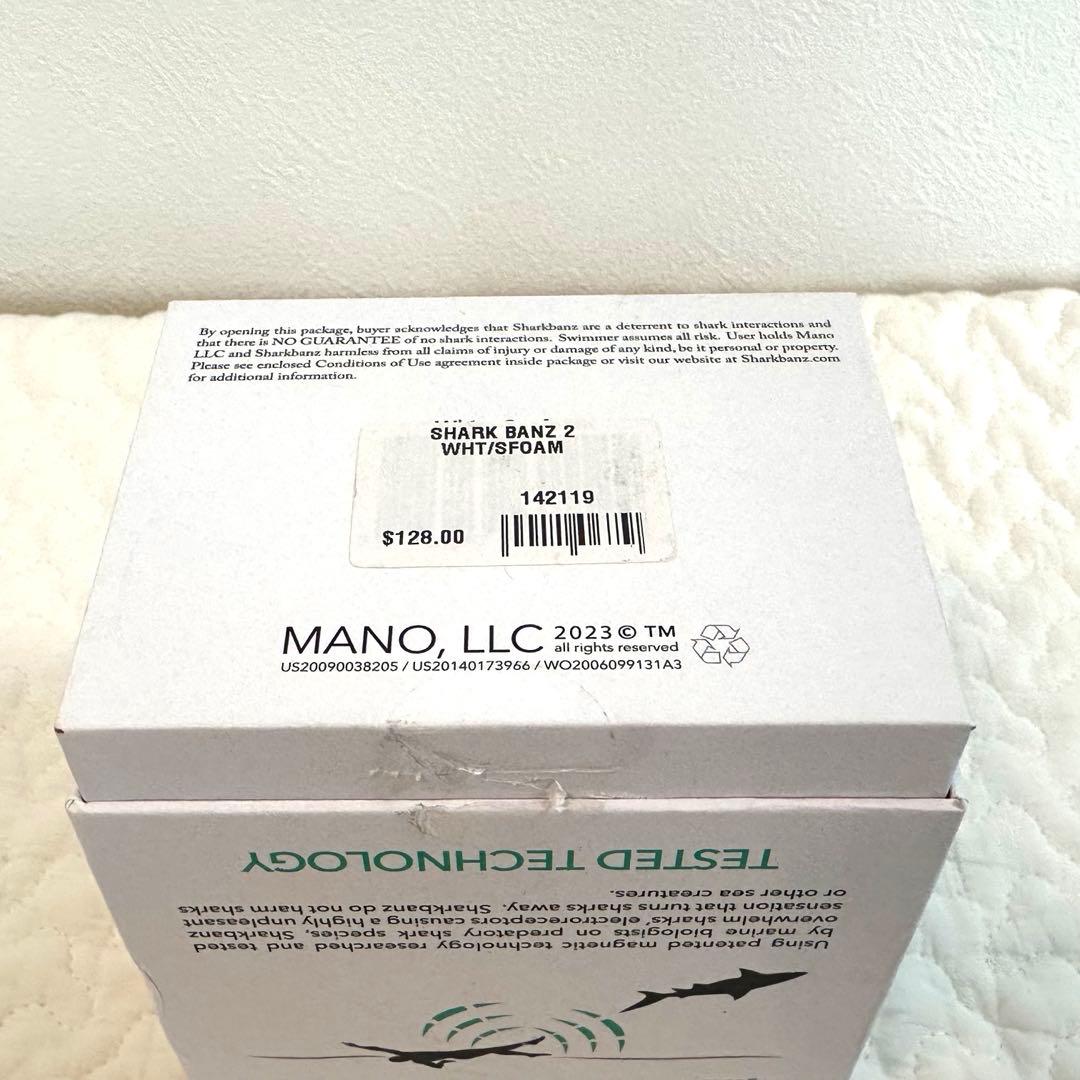 By opening this package, buyer acknowledges that Sharkbanz are a deterrent to shark interactions and
that there is NO GUARANTEE of no shark interactions. Swimmer assumes all risk. User holds Mano
LLC and Sharkbanz harmless from all claims of injury or damage of any kind, be it personal or property.
Please see enclosed Conditions of Use agreement inside package or visit our website at Sharkbanz.com
for additional information.
SHARK BANZ 2
WHT/SFOAM
142119
$128.00
MANO, LLC 2023 © TM
all rights reserved
US20090038205 / US20140173966 / WO2006099131A3
TESTED TECHNOLOGY
Using patented magnetic technology researched and tested
by marine biologists on predatory shark species, Sharkbanz
overwhelm sharks' electroreceptors causing a highly unpleasant
sensation that turns sharks away. Sharkbanz do not harm sharks
or other sea creatures.